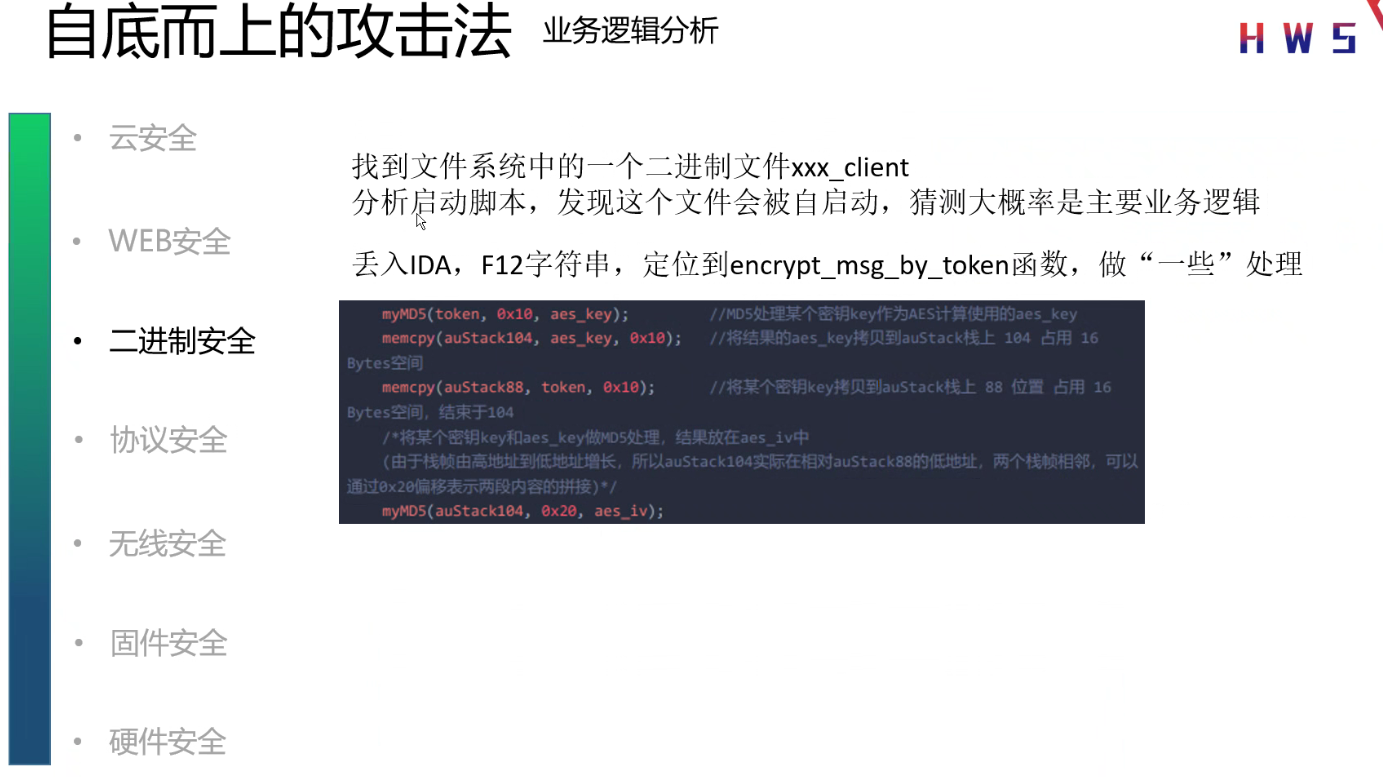 自底而上的攻击法 业务逻辑分析
HWS
• 云安全
• WEB安全
• 二进制安全
• 协议安全
• 无线安全
• 固件安全
• 硬件安全
找到文件系统中的一个二进制文件xxx_client
分析启动脚本，发现这个文件会被自启动，猜测大概率是主要业务逻辑
丢入IDA，F12字符串，定位到encrypt_msg_by_token函数，做“一些”处理
myMD5(token, 0x10, aes_key); //MD5处理某个密钥key作为AES计算使用的aes_key
memcpy(auStack104, aes_key, 0x10); //将结果的aes_key拷贝到auStack栈上 104 占用 16
Bytes空间
memcpy(auStack88, token, 0x10); //将某个密钥key拷贝到auStack栈上 88 位置 占用 16
Bytes空间，结束于104
/*将某个密钥key和aes_key做MD5处理，结果放在aes_iv中
(由于栈帧由高地址到低地址增长，所以auStack104实际在相对auStack88的低地址，两个栈帧相邻，可以
通过0x20偏移表示两段内容的拼接)*/
myMD5(auStack104, 0x20, aes_iv);